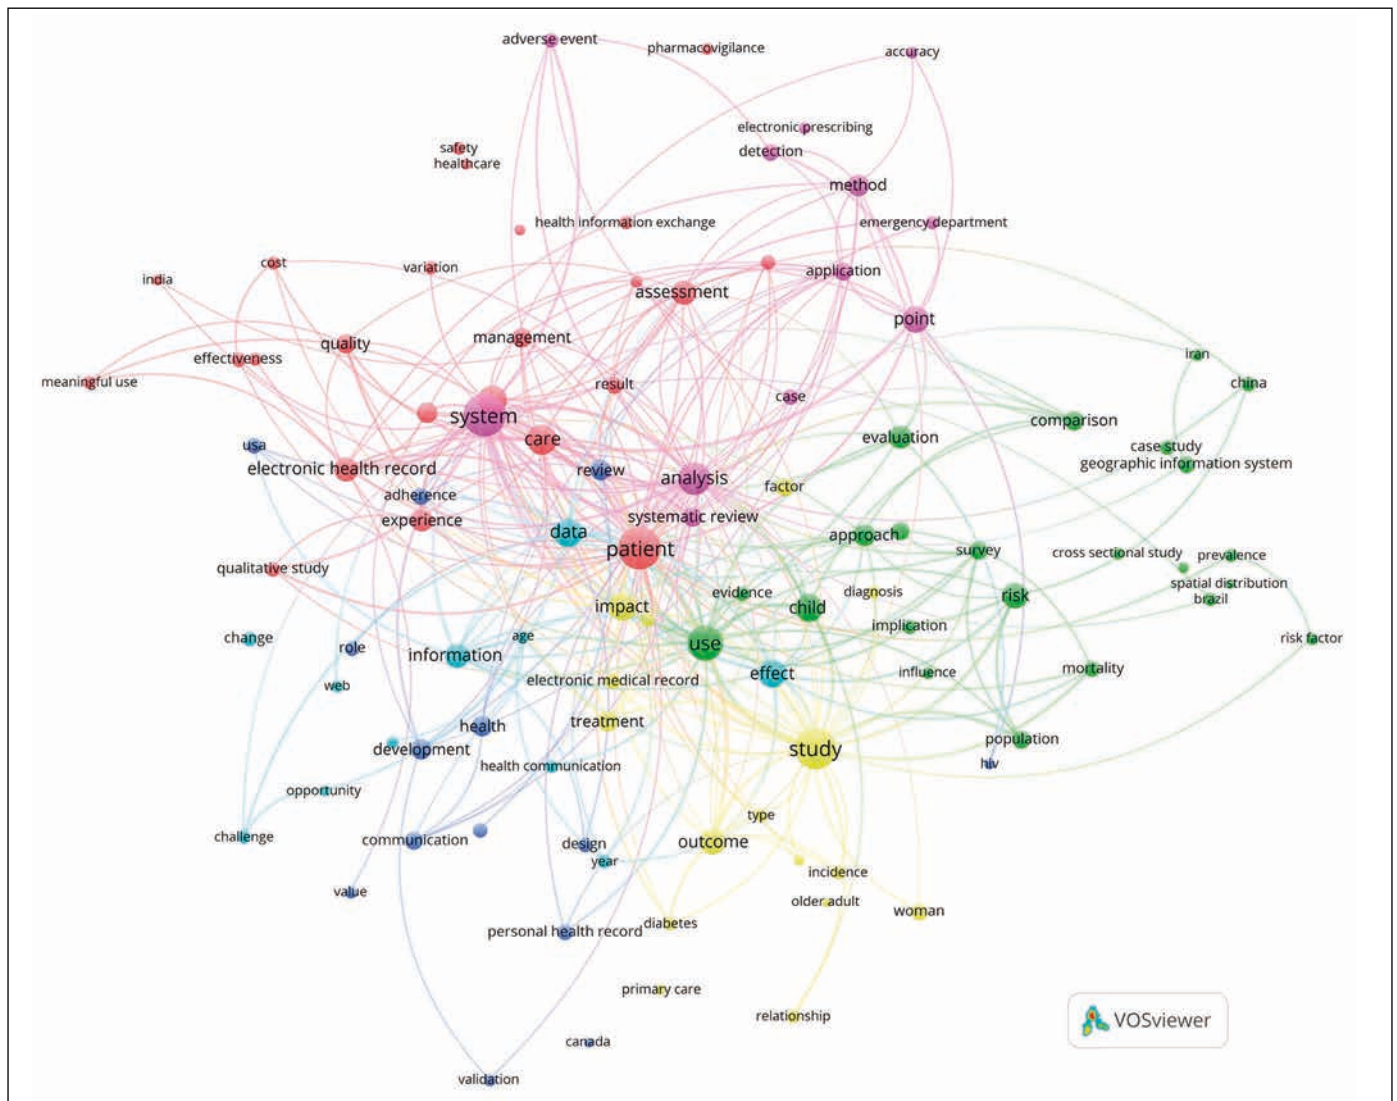 adverse event
pharmacovigilance
accuracy
electronic prescribing
safety
detection
healthcare
method
health information exchange
emergency department
cost
variation
application
india
assessment
point
management
quality
iran
effectiveness
meaningful use
result
china
case
system
comparison
care
evaluation
usa
case study
geographic information system
electronic health record
review
analysis
factor
adherence
systematic review
experience
data
approach
patient
survey
cross sectional study
prevalence
qualitative study
spatial distribution
evidence
diagnosis
risk
brazil
impact
child
implication
change
age
risk factor
role
use
information
mortality
effect
influence
web
electronic medical record
treatment
health
population
development
study
health communication
hiv
opportunity
type
challenge
communication
design
outcome
year
incidence
value
older adult
woman
diabetes
personal health record
primary care
relationship
VOSviewer
canada
validation